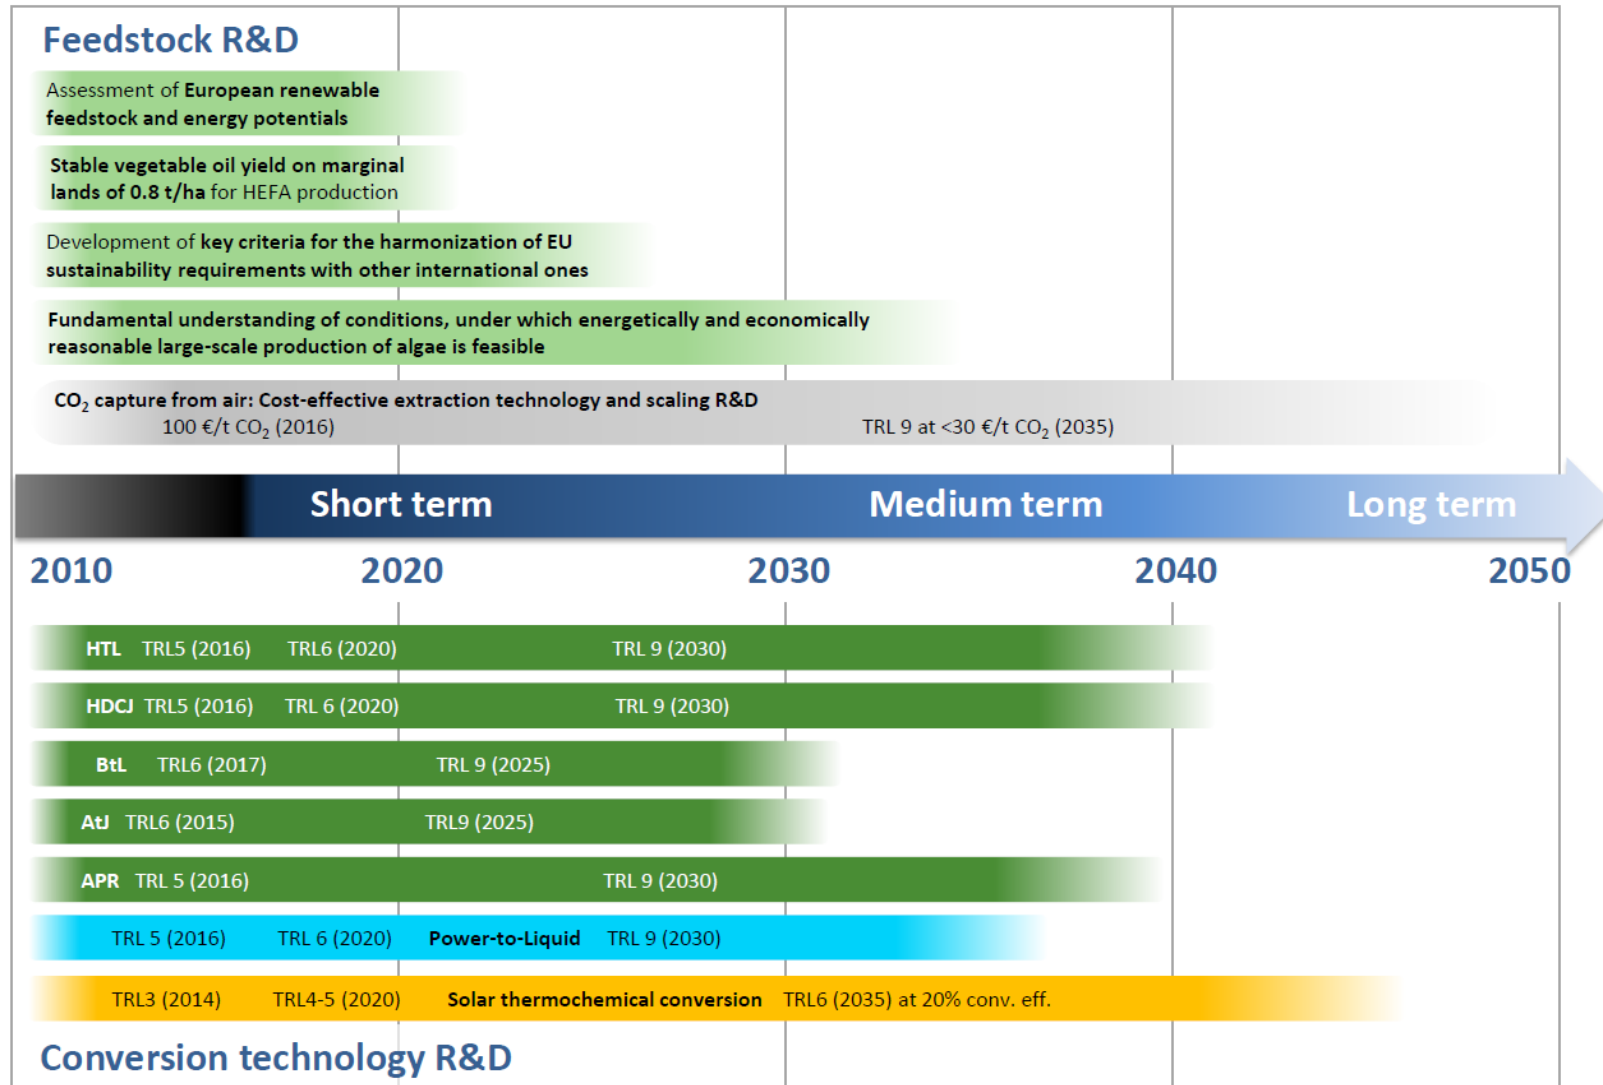 Feedstock R&D
Assessment of European renewable
feedstock and energy potentials
Stable vegetable oil yield on marginal
lands of 0.8 t/ha for HEFA production
Development of key criteria for the harmonization of EU
sustainability requirements with other international ones
Fundamental understanding of conditions, under which energetically and economically
reasonable large-scale production of algae is feasible
CO₂ capture from air: Cost-effective extraction technology and scaling R&D
100 €/t CO₂ (2016) TRL 9 at <30 €/t CO₂ (2035)
Short term Medium term Long term
2010 2020 2030 2040 2050
HTL TRL5 (2016) TRL6 (2020) TRL 9 (2030)
HDCJ TRL5 (2016) TRL 6 (2020) TRL 9 (2030)
BtL TRL6 (2017) TRL 9 (2025)
AtJ TRL6 (2015) TRL9 (2025)
APR TRL 5 (2016) TRL 9 (2030)
TRL 5 (2016) TRL 6 (2020) Power-to-Liquid TRL 9 (2030)
TRL3 (2014) TRL4-5 (2020) Solar thermochemical conversion TRL6 (2035) at 20% conv. eff.
Conversion technology R&D